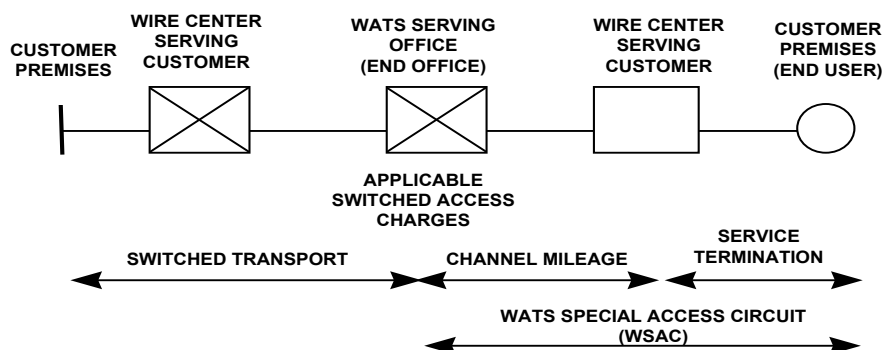 CUSTOMER
PREMISES
WIRE CENTER
SERVING
CUSTOMER
WATS SERVING
OFFICE
(END OFFICE)
WIRE CENTER
SERVING
CUSTOMER
CUSTOMER
PREMISES
(END USER)
APPLICABLE
SWITCHED ACCESS
CHARGES
SWITCHED TRANSPORT
CHANNEL MILEAGE
SERVICE
TERMINATION
WATS SPECIAL ACCESS CIRCUIT
(WSAC)